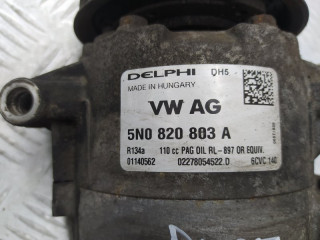 DELPHI DH5
MADE IN HUNGARY
VW AG
5N0 820 803 A
R134a 110 cc PAG OIL RL-897 OR EQUIV.
01140562 02278054522.D 6CVC 140